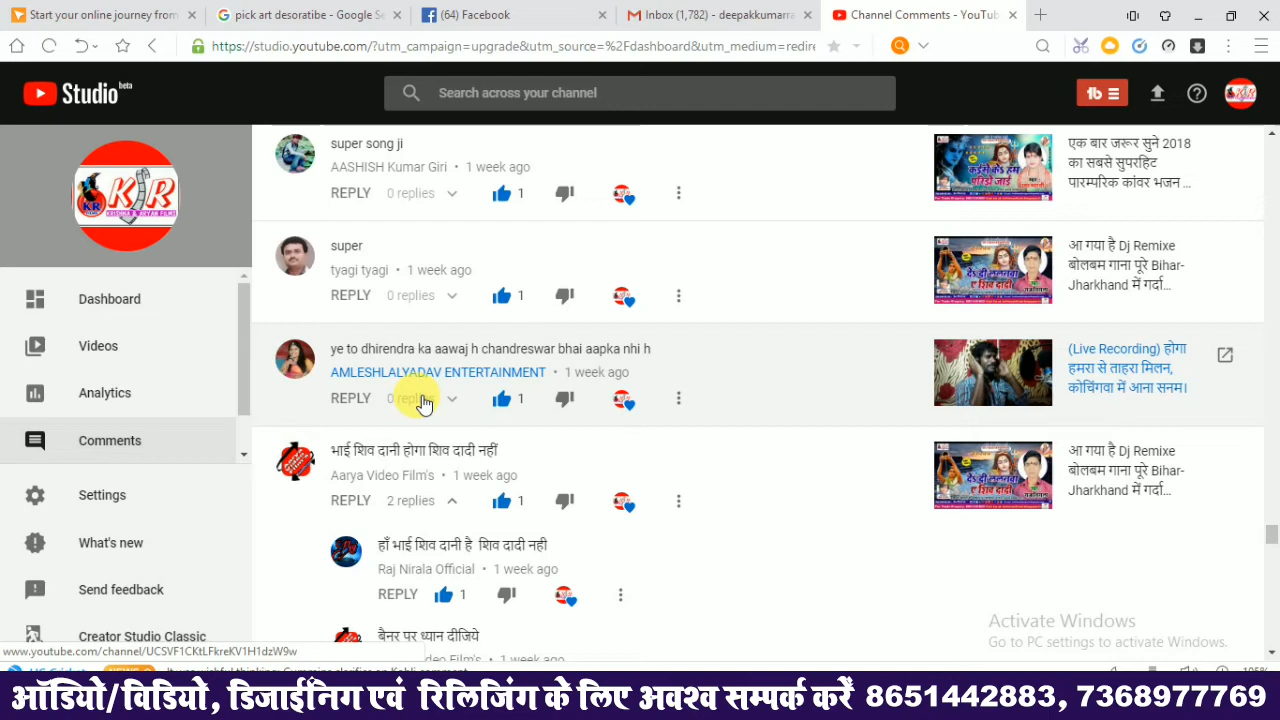 Start your online journey from
pick art desoratibe - Google Se
(64) Facebook
Inbox (1,782) - deepakkumarra
Channel Comments - YouTub
https://studio.youtube.com/?utm_campaign=upgrade&utm_source=%2Fdashboard&utm_medium=redire
Studio beta
Search across your channel
KR
KRISHNA & ARYAN FILMS
Dashboard
Videos
Analytics
Comments
Settings
What's new
Send feedback
Creator Studio Classic
super song ji
AASHISH Kumar Giri • 1 week ago
REPLY 0 replies 1
एक बार जरूर सुने 2018
का सबसे सुपरहिट
पारम्परिक कांवर भजन ...
super
tyagi tyagi • 1 week ago
REPLY 0 replies 1
आ गया है Dj Remixe
बोलबम गाना पूरे Bihar-
Jharkhand में गर्दा...
ye to dhirendra ka aawaj h chandreswar bhai aapka nhi h
AMLESHLALYADAV ENTERTAINMENT • 1 week ago
REPLY 0 replies 1
(Live Recording) होगा
हमरा से ताहरा मिलन,
कोचिंगवा में आना सनम।
भाई शिव दानी होगा शिव दादी नहीं
Aarya Video Film's • 1 week ago
REPLY 2 replies 1
आ गया है Dj Remixe
बोलबम गाना पूरे Bihar-
Jharkhand में गर्दा...
हाँ भाई शिव दानी है शिव दादी नही
Raj Nirala Official • 1 week ago
REPLY 1
बैनर पर ध्यान दीजिये
Activate Windows
Go to PC settings to activate Windows.
www.youtube.com/channel/UCSVF1CKtLFkreKV1H1dzW9w
ऑडियो/विडियो, डिजाईनिग एवं रिलिजिंग के लिए अवश्य सम्पर्क करें 8651442883, 7368977769